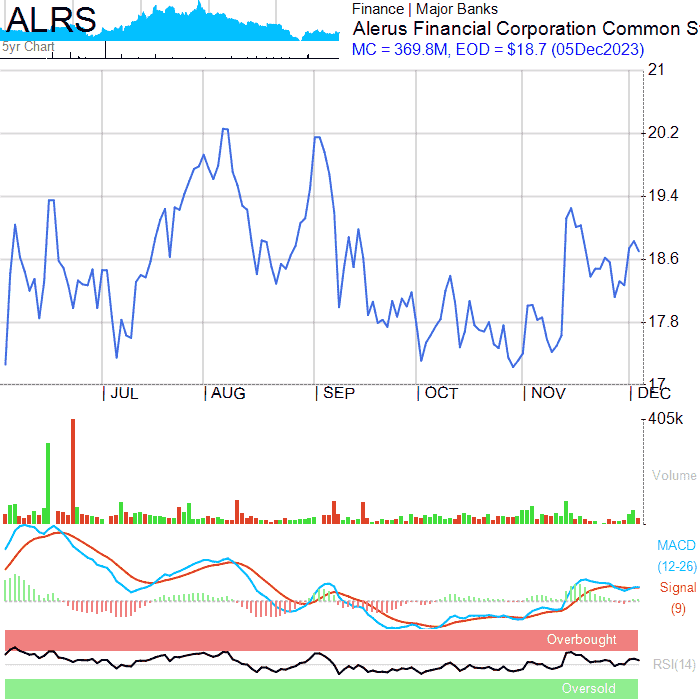 ALRS
5yr Chart
Finance | Major Banks
Alerus Financial Corporation Common S
MC = 369.8M, EOD = $18.7 (05Dec2023)
21
20.2
19.4
18.6
17.8
17
| JUL | AUG | SEP | OCT | NOV | DEC
405k
Volume
MACD
(12-26)
Signal
(9)
Overbought
RSI(14)
Oversold